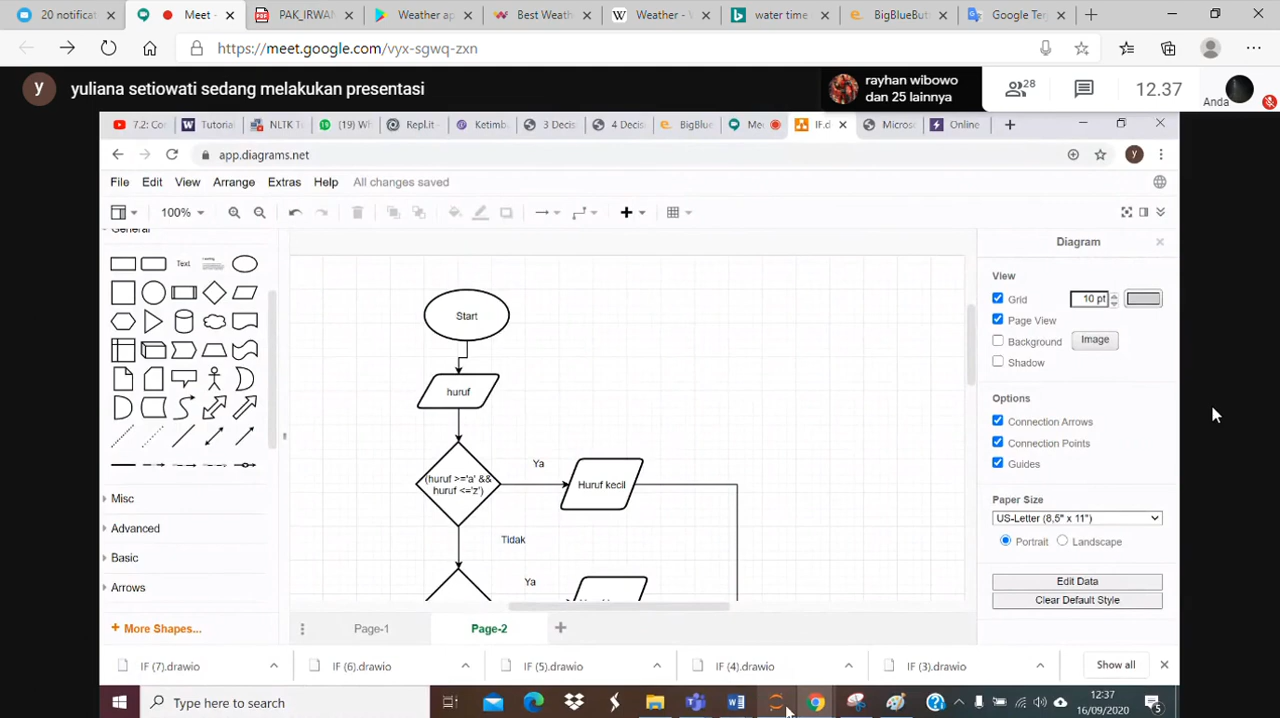 20 notificati
Meet -
PAK_IRWAN
Weather ap
Best Weath
Weather - W
water time
BigBlueButt
Google Terj
https://meet.google.com/vyx-sgwq-zxn
y
yuliana setiowati sedang melakukan presentasi
rayhan wibowo
dan 25 lainnya
28
12.37
Anda
7.2: Co
Tutorial
NLTK T
(19) Wh
Repl.it -
Ketimb
3 Decis
4 Decis
BigBlu
Me
IF.d
Micros
Online
app.diagrams.net
y
File
Edit
View
Arrange
Extras
Help
All changes saved
100%
General
Text
Misc
Advanced
Basic
Arrows
+ More Shapes...
Start
huruf
(huruf >='a' &&
huruf <='z')
Ya
Huruf kecil
Tidak
Ya
Diagram
View
Grid
10 pt
Page View
Background
Image
Shadow
Options
Connection Arrows
Connection Points
Guides
Paper Size
US-Letter (8,5" x 11")
Portrait
Landscape
Edit Data
Clear Default Style
Page-1
Page-2
IF (7).drawio
IF (6).drawio
IF (5).drawio
IF (4).drawio
IF (3).drawio
Show all
Type here to search
12:37
16/09/2020
5